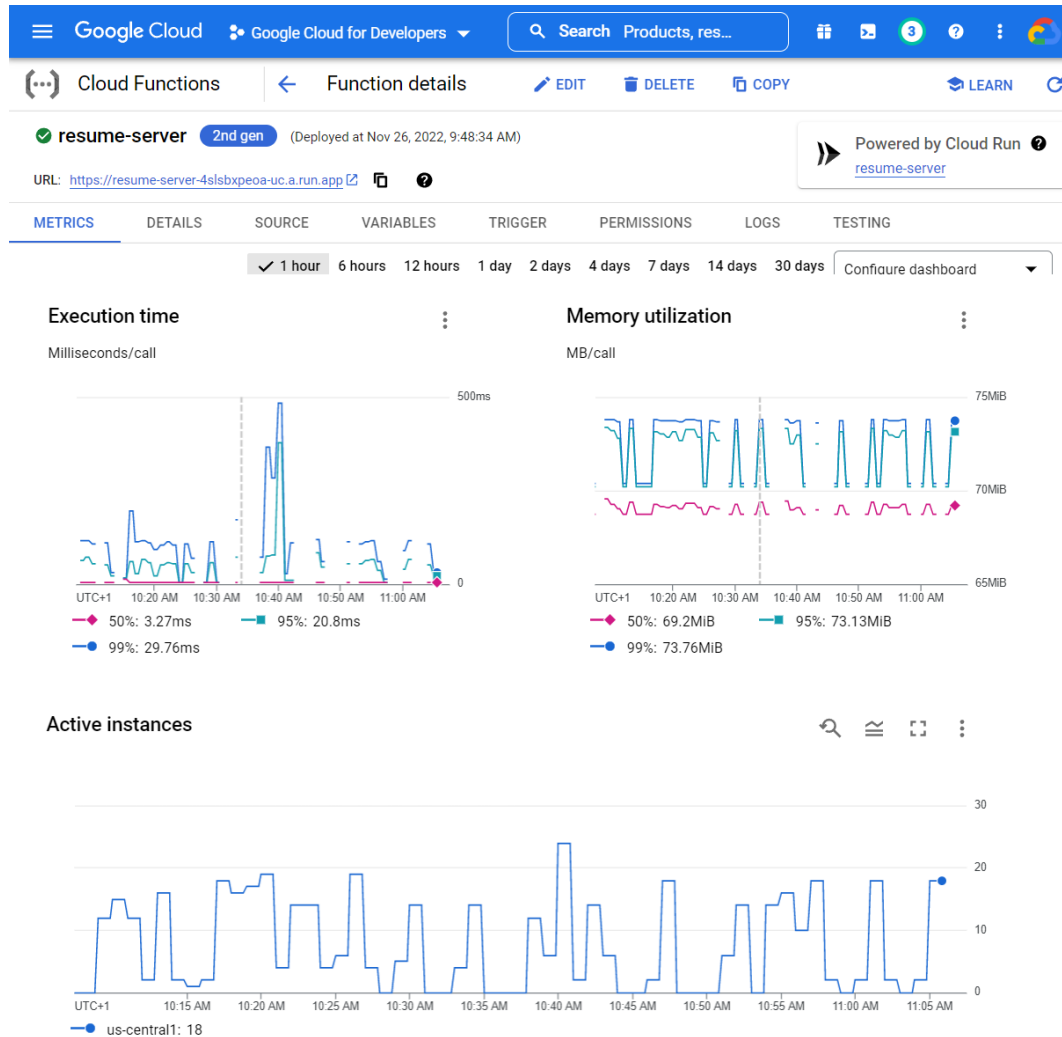 Google Cloud Google Cloud for Developers Search Products, res... 3
Cloud Functions Function details EDIT DELETE COPY LEARN
resume-server 2nd gen (Deployed at Nov 26, 2022, 9:48:34 AM)
Powered by Cloud Run
resume-server
URL: https://resume-server-4slsbxpeoa-uc.a.run.app
METRICS DETAILS SOURCE VARIABLES TRIGGER PERMISSIONS LOGS TESTING
1 hour 6 hours 12 hours 1 day 2 days 4 days 7 days 14 days 30 days Configure dashboard
Execution time
Milliseconds/call
500ms
0
UTC+1 10:20 AM 10:30 AM 10:40 AM 10:50 AM 11:00 AM
50%: 3.27ms 95%: 20.8ms
99%: 29.76ms
Memory utilization
MB/call
75MiB
70MiB
65MiB
UTC+1 10:20 AM 10:30 AM 10:40 AM 10:50 AM 11:00 AM
50%: 69.2MiB 95%: 73.13MiB
99%: 73.76MiB
Active instances
30
20
10
0
UTC+1 10:15 AM 10:20 AM 10:25 AM 10:30 AM 10:35 AM 10:40 AM 10:45 AM 10:50 AM 10:55 AM 11:00 AM 11:05 AM
us-central1: 18